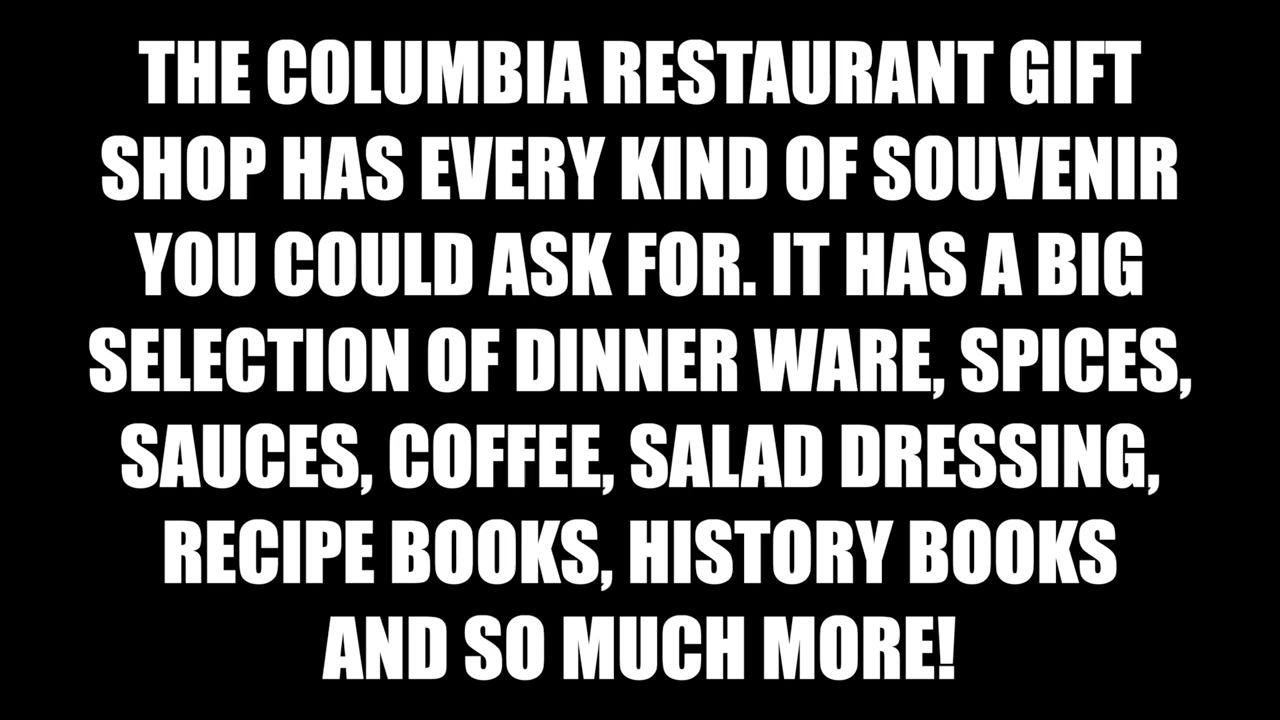 THE COLUMBIA RESTAURANT GIFT
SHOP HAS EVERY KIND OF SOUVENIR
YOU COULD ASK FOR. IT HAS A BIG
SELECTION OF DINNER WARE, SPICES,
SAUCES, COFFEE, SALAD DRESSING,
RECIPE BOOKS, HISTORY BOOKS
AND SO MUCH MORE!